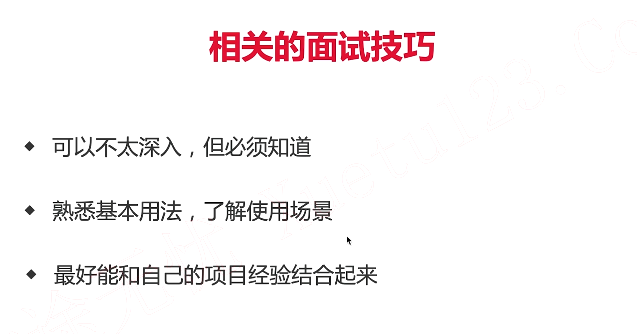 相关的面试技巧
可以不太深入，但必须知道
熟悉基本用法，了解使用场景
最好能和自己的项目经验结合起来